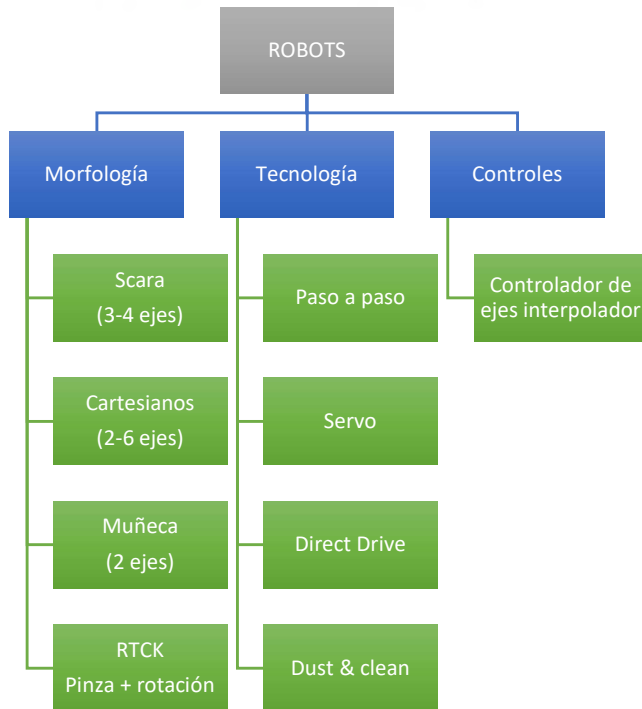 ROBOTS
Morfología
Tecnología
Controles
Scara
(3-4 ejes)
Paso a paso
Controlador de
ejes interpolador
Cartesianos
(2-6 ejes)
Servo
Muñeca
(2 ejes)
Direct Drive
RTCK
Pinza + rotación
Dust & clean